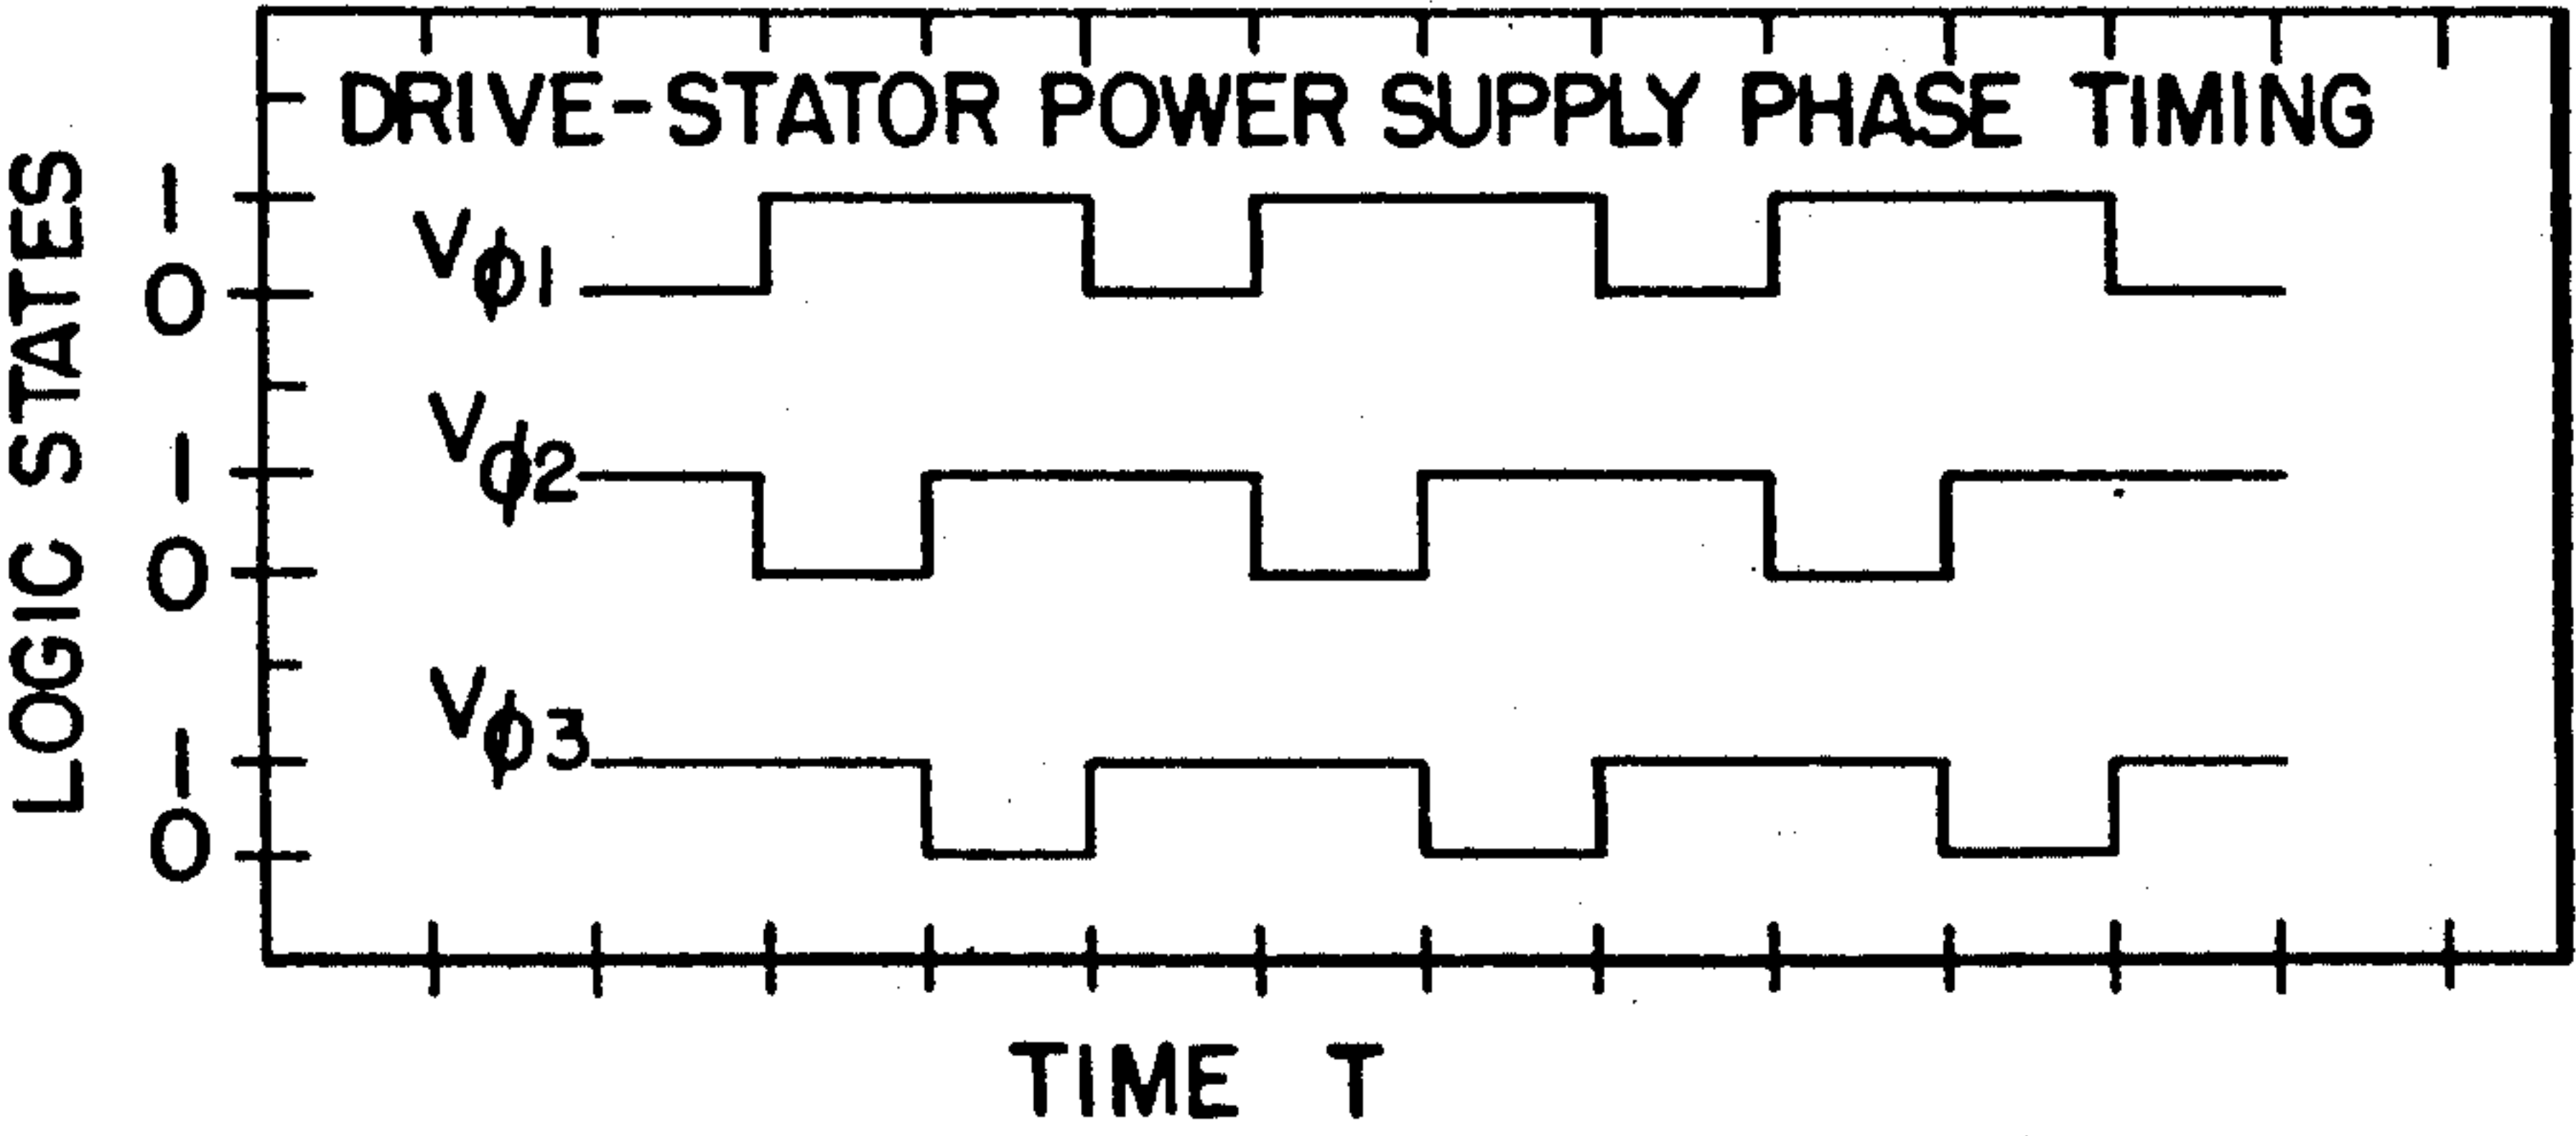 DRIVE-STATOR POWER SUPPLY PHASE TIMING
LOGIC STATES
1
Vϕ1
0
1
Vϕ2
0
1
Vϕ3
0
TIME T